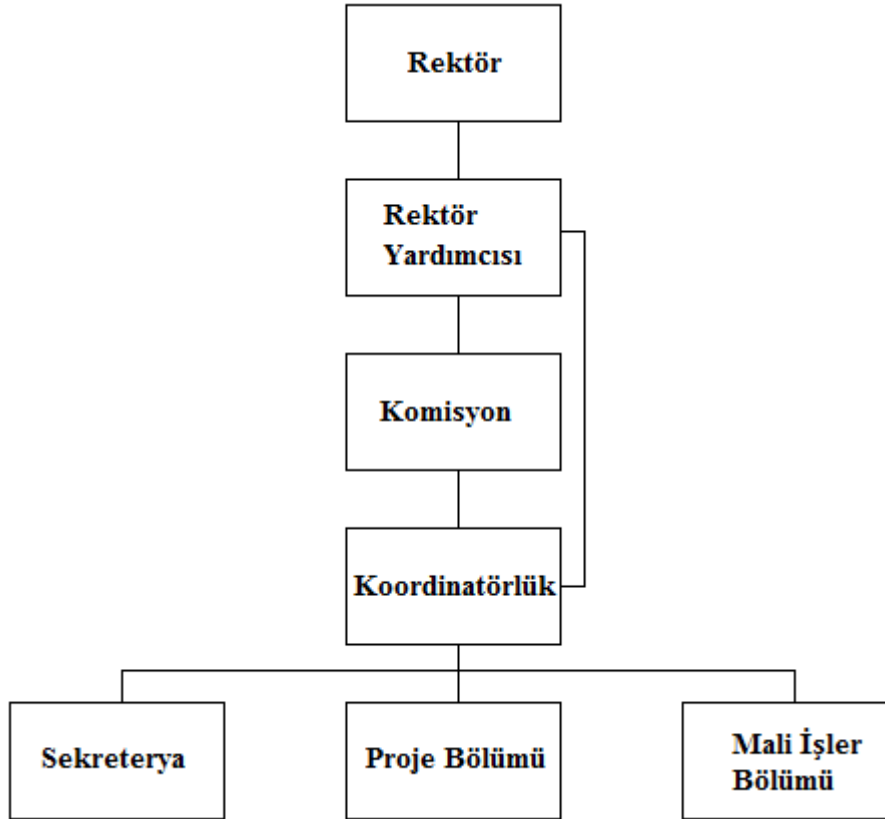 Rektör
Rektör
Yardımcısı
Komisyon
Koordinatörlük
Sekreterya
Proje Bölümü
Mali İşler
Bölümü